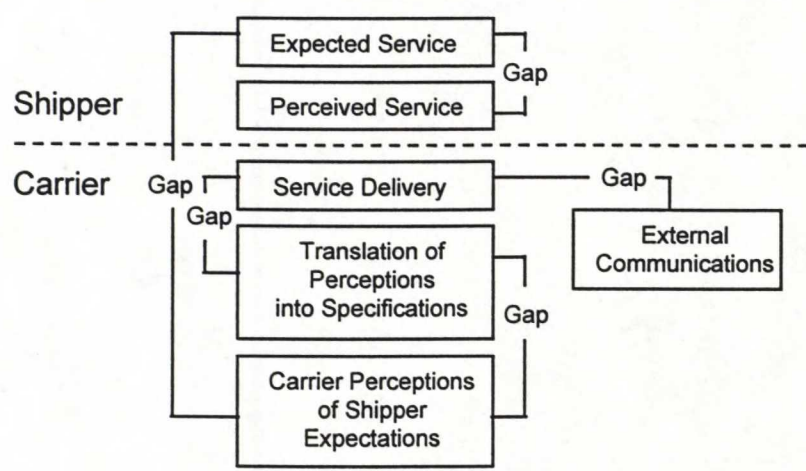 Expected Service
Gap
Shipper
Perceived Service
Carrier
Gap
Service Delivery
Gap
Gap
Translation of
Perceptions
into Specifications
External
Communications
Gap
Carrier Perceptions
of Shipper
Expectations